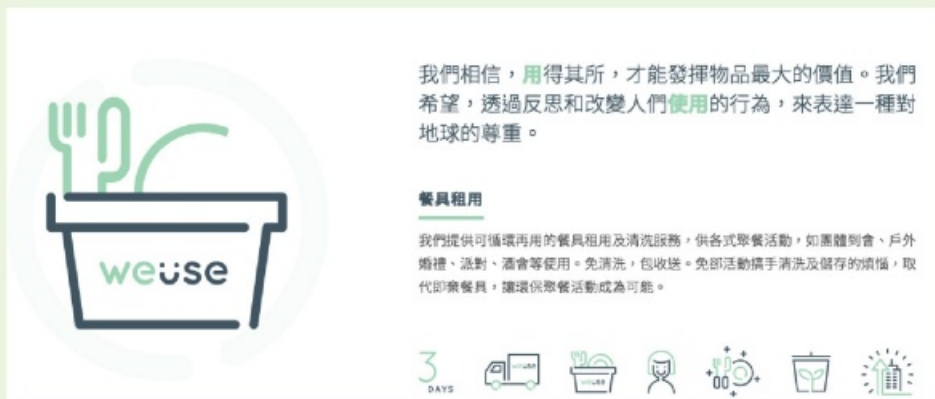 我們相信，用得其所，才能發揮物品最大的價值。我們
希望，透過反思和改變人們使用的行為，來表達一種對
地球的尊重。
餐具租用
我們提供可循環再用的餐具租用及清洗服務，供各式聚餐活動，如團體到會、戶外
婚禮、派對、酒會等使用。免清洗，包收送。免卻活動搞手清洗及儲存的煩惱，取
代即棄餐具，讓環保聚餐活動成為可能。
weuse
3
DAYS
weuse
weuse